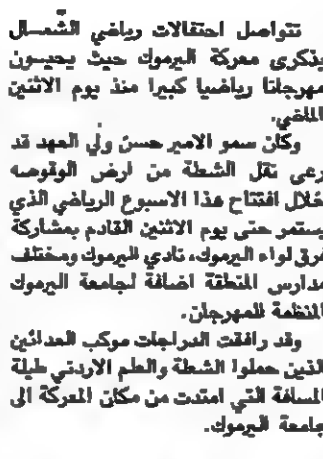 تتواصل احتفالات رياضي الشمال
بذكرى معركة اليرموك حيث يحيون
مهرجانا رياضيا كبيرا منذ يوم الاثنين
الماضي.
وكان سمو الامير حسن ولي العهد قد
رعى نقل الشعلة من ارض الوقوصه
خلال افتتاح هذا الاسبوع الرياضي الذي
يستمر حتى يوم الاثنين القادم بمشاركة
فرق لواء اليرموك، نادي اليرموك ومختلف
مدارس المنطقة اضافة لجامعة اليرموك
المنظمة للمهرجان.
وقد رافقت الدراجات موكب العدائين
الذين حملوا الشعلة والعلم الاردني طيلة
المسافة التي امتدت من مكان المعركة الى
جامعة اليرموك.